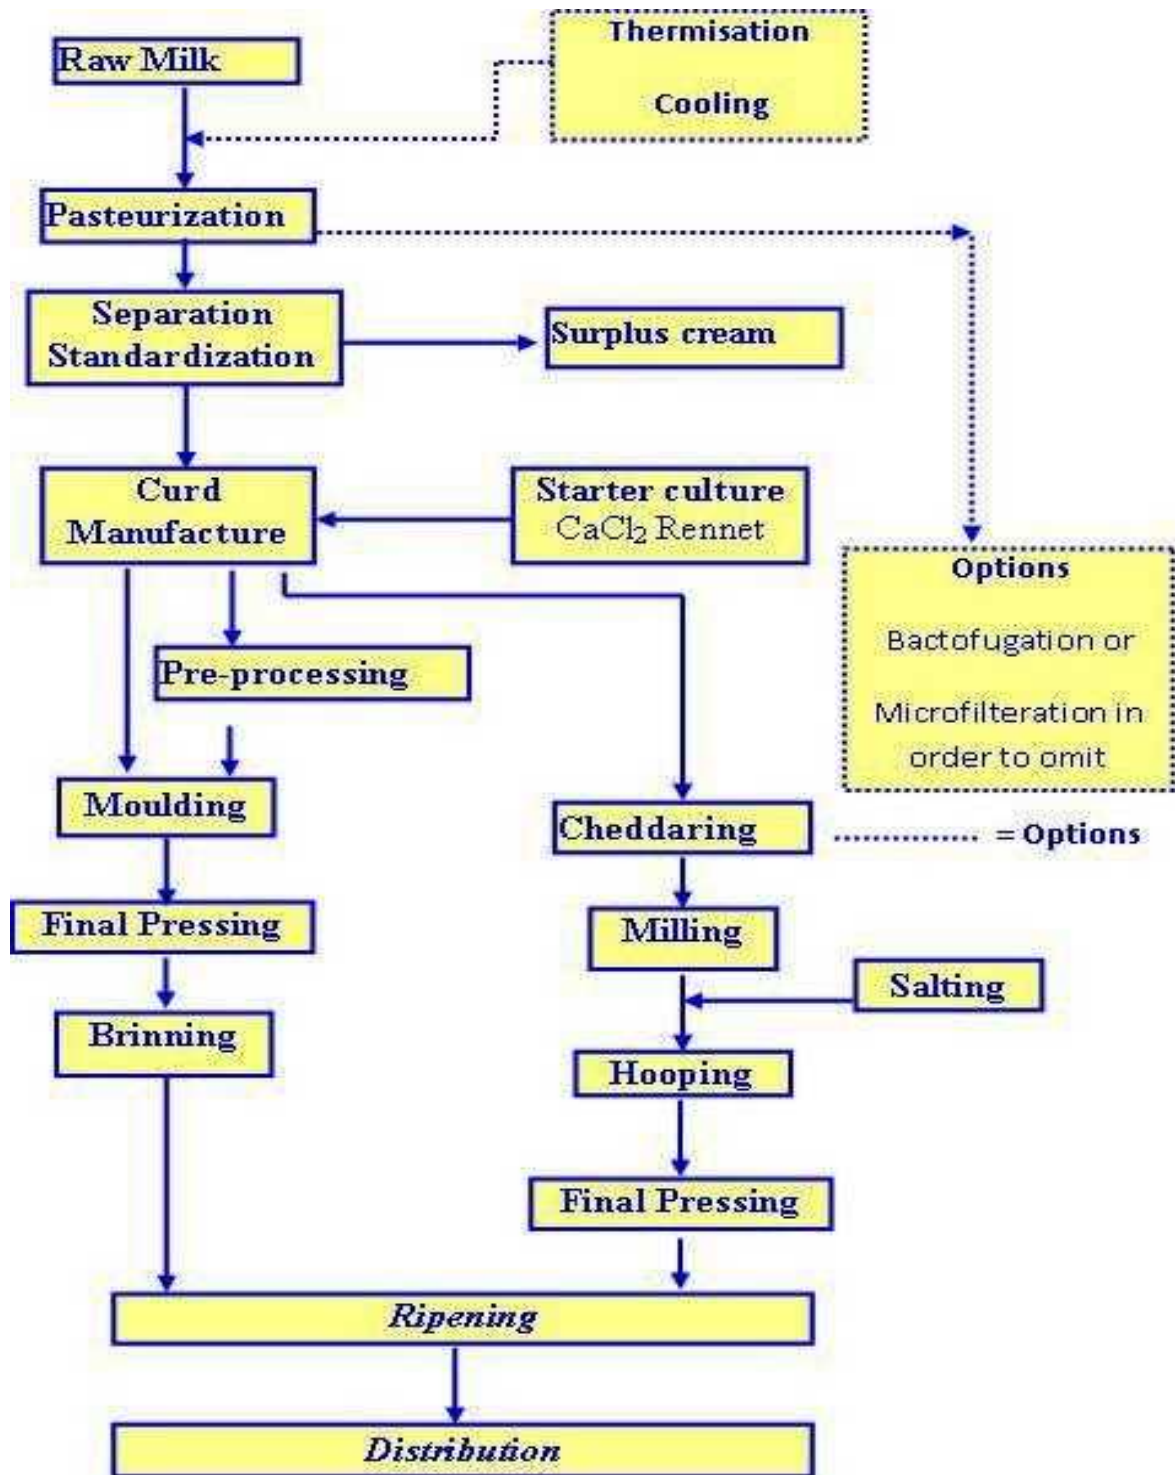 Raw Milk
Thermisation
Cooling
Pasteurization
Separation
Standardization
Surplus cream
Curd
Manufacture
Starter culture
CaCl₂ Rennet
Options
Bactofugation or
Microfilteration in
order to omit
Pre-processing
Moulding
Cheddaring
= Options
Final Pressing
Milling
Salting
Brinning
Hooping
Final Pressing
Ripening
Distribution